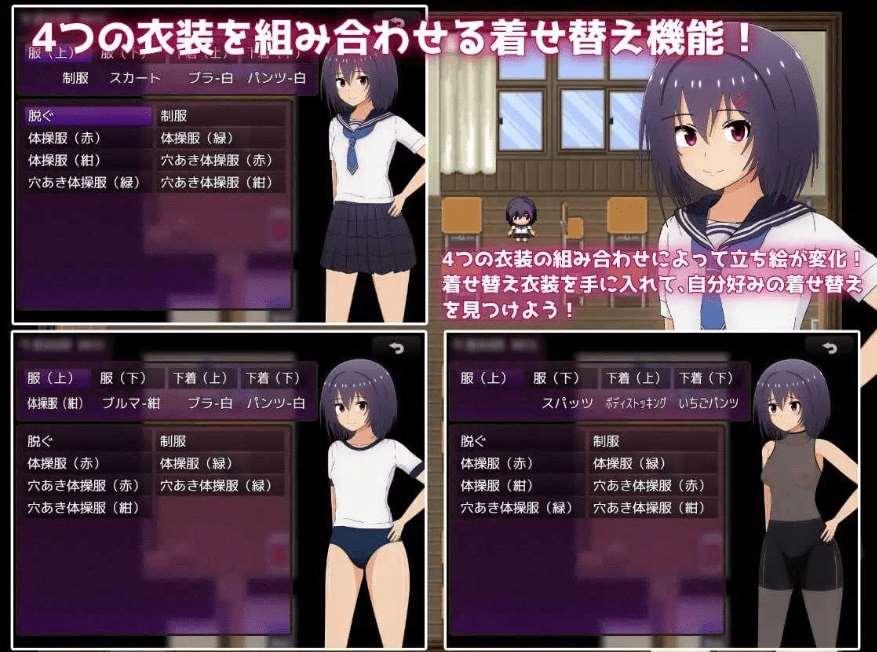 4つの衣装を組み合わせる着せ替え機能！
服（上） 服（下） 下着（上） 下着（下）
制服 スカート ブラ-白 パンツ-白
脱ぐ 制服
体操服（赤） 体操服（緑）
体操服（紺） 穴あき体操服（赤）
穴あき体操服（緑） 穴あき体操服（紺）
4つの衣装の組み合わせによって立ち絵が変化！
着せ替え衣装を手に入れて、自分好みの着せ替え
を見つけよう！
服（上） 服（下） 下着（上） 下着（下）
体操服（紺） ブルマ-紺 ブラ-白 パンツ-白
脱ぐ 制服
体操服（赤） 体操服（緑）
穴あき体操服（赤） 穴あき体操服（緑）
穴あき体操服（紺）
服（上） 服（下） 下着（上） 下着（下）
スパッツ ボディストッキング いちごパンツ
脱ぐ 制服
体操服（赤） 体操服（緑）
体操服（紺） 穴あき体操服（赤）
穴あき体操服（緑） 穴あき体操服（紺）